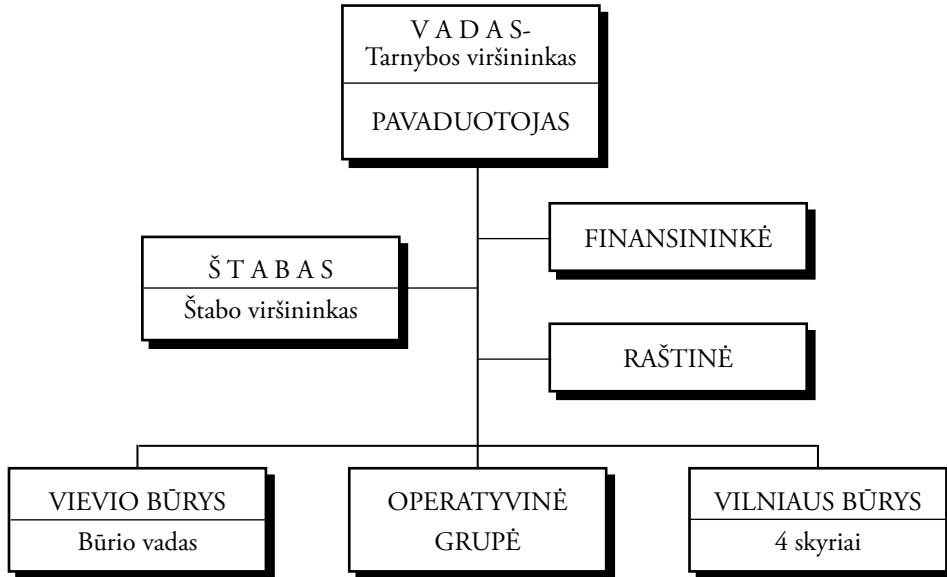 V A D A S-
Tarnybos viršininkas
PAVADUOTOJAS
FINANSININKĖ
Š T A B A S
Štabo viršininkas
RAŠTINĖ
VIEVIO BŪRYS
Būrio vadas
OPERATYVINĖ
GRUPĖ
VILNIAUS BŪRYS
4 skyriai